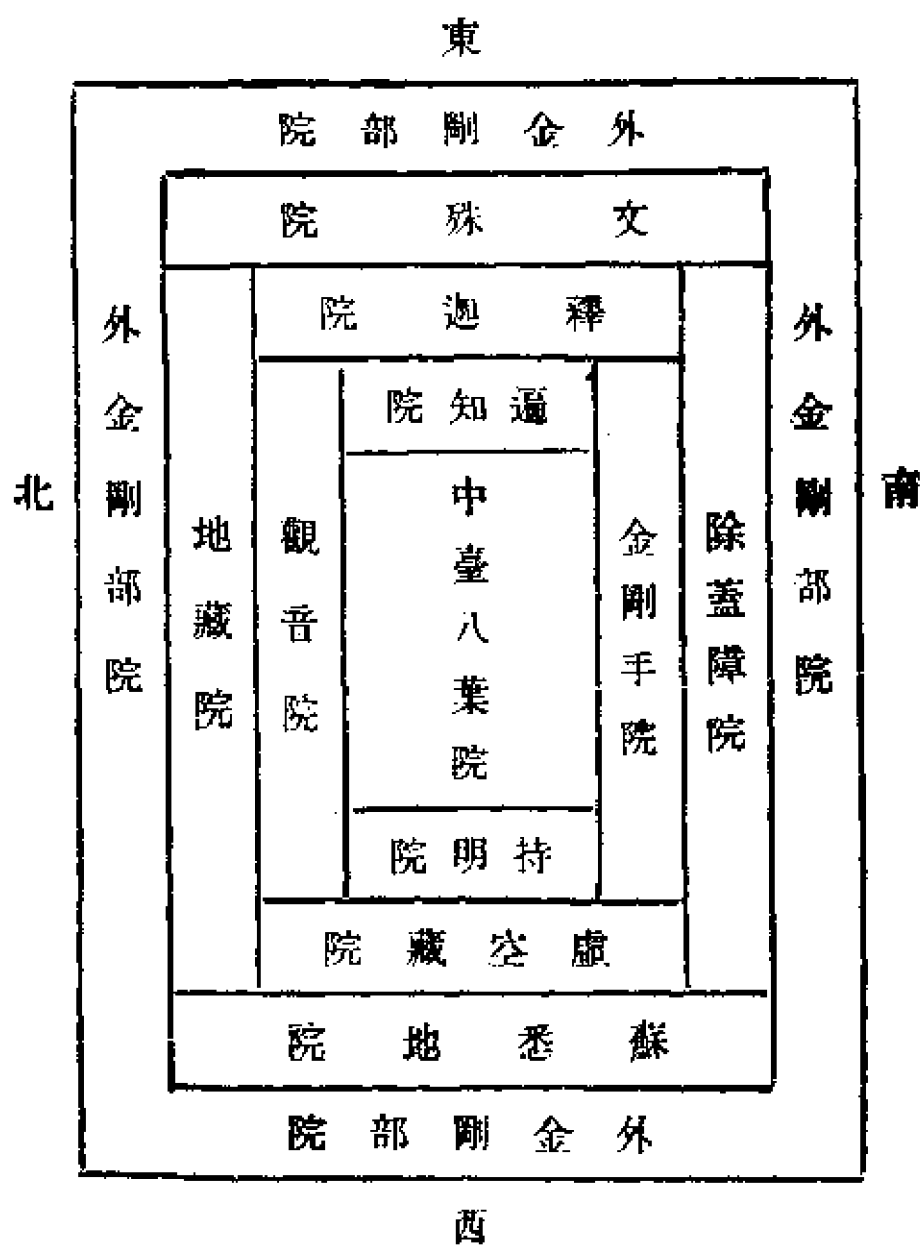 東
外金剛部院
文殊院
釋迦院
遍知院
中臺八葉院
持明院
虛空藏院
蘇悉地院
外金剛部院
西
南
外金剛部院
除蓋障院
金剛手院
觀音院
地藏院
外金剛部院
北